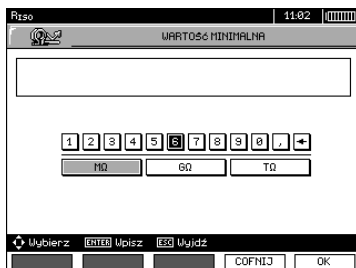 RISO 11:02
WARTOŚĆ MINIMALNA
1 2 3 4 5 6 7 8 9 0 ,
MΩ GΩ TΩ
Wybierz ENTER Wpisz ESC Wyjdź
COFNIJ OK